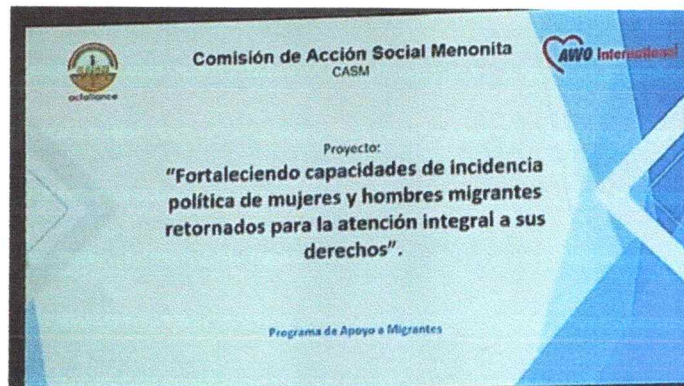 Comisión de Acción Social Menonita
CASM
actalliance
AWO International
Proyecto:
"Fortaleciendo capacidades de incidencia
política de mujeres y hombres migrantes
retornados para la atención integral a sus
derechos".
Programa de Apoyo a Migrantes